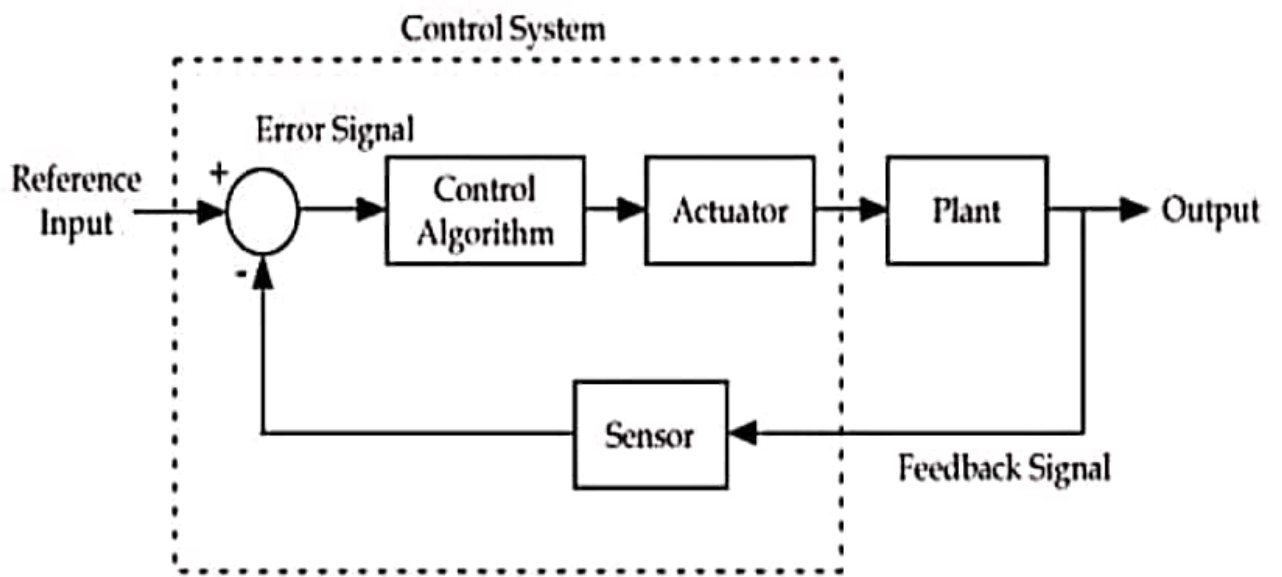 Control System
Error Signal
+
Reference
Input
Control
Algorithm
Actuator
Plant
Output
-
Sensor
Feedback Signal